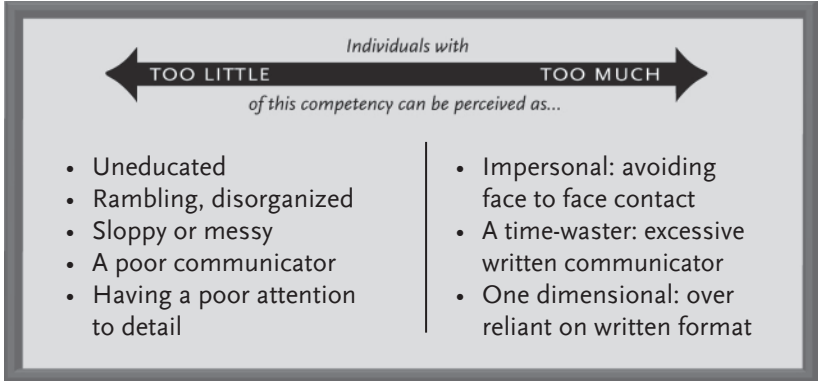 Individuals with
TOO LITTLE TOO MUCH
of this competency can be perceived as...
• Uneducated
• Rambling, disorganized
• Sloppy or messy
• A poor communicator
• Having a poor attention
to detail
• Impersonal: avoiding
face to face contact
• A time-waster: excessive
written communicator
• One dimensional: over
reliant on written format